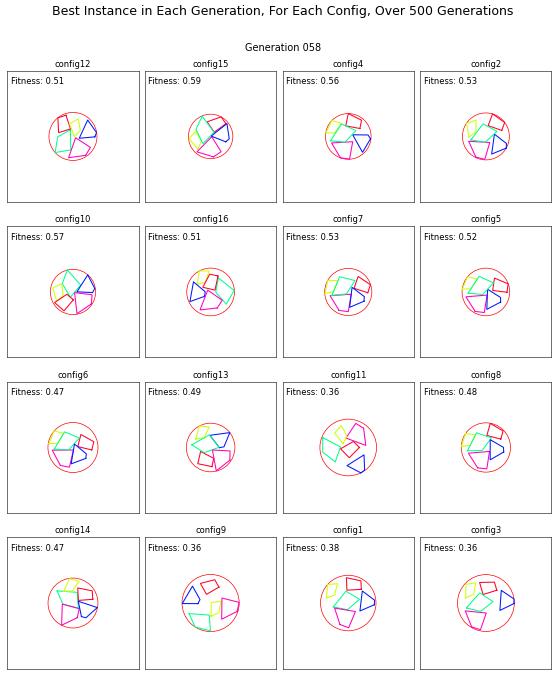 Best Instance in Each Generation, For Each Config, Over 500 Generations
Generation 058
config12
config15
config4
config2
Fitness: 0.51
Fitness: 0.59
Fitness: 0.56
Fitness: 0.53
config10
config16
config7
config5
Fitness: 0.57
Fitness: 0.51
Fitness: 0.53
Fitness: 0.52
config6
config13
config11
config8
Fitness: 0.47
Fitness: 0.49
Fitness: 0.36
Fitness: 0.48
config14
config9
config1
config3
Fitness: 0.47
Fitness: 0.36
Fitness: 0.38
Fitness: 0.36